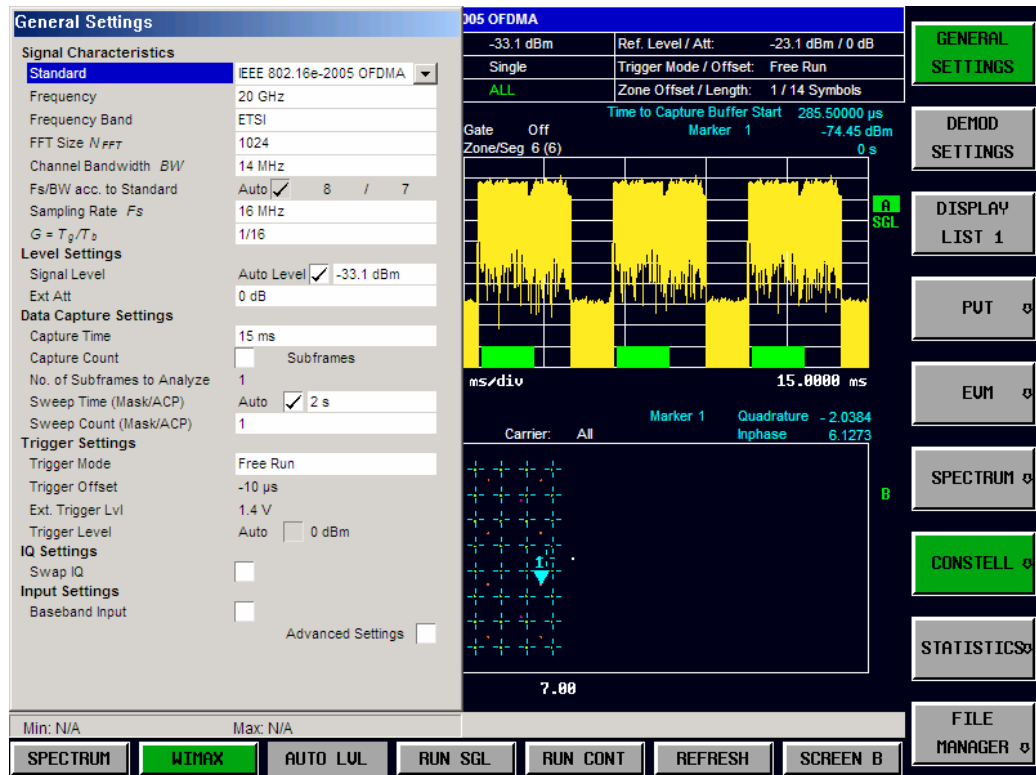 General Settings
Signal Characteristics
Standard IEEE 802.16e-2005 OFDMA
Frequency 20 GHz
Frequency Band ETSI
FFT Size NFFT 1024
Channel Bandwidth BW 14 MHz
Fs/BW acc. to Standard Auto 8 / 7
Sampling Rate Fs 16 MHz
G = Tg/Tb 1/16
Level Settings
Signal Level Auto Level -33.1 dBm
Ext Att 0 dB
Data Capture Settings
Capture Time 15 ms
Capture Count Subframes
No. of Subframes to Analyze 1
Sweep Time (Mask/ACP) Auto 2 s
Sweep Count (Mask/ACP) 1
Trigger Settings
Trigger Mode Free Run
Trigger Offset -10 µs
Ext. Trigger Lvl 1.4 V
Trigger Level Auto 0 dBm
IQ Settings
Swap IQ
Input Settings
Baseband Input
Advanced Settings
Min: N/A Max: N/A
005 OFDMA
-33.1 dBm Ref. Level / Att: -23.1 dBm / 0 dB
Single Trigger Mode / Offset: Free Run
ALL Zone Offset / Length: 1 / 14 Symbols
Time to Capture Buffer Start 285.50000 µs
Gate Off Marker 1 -74.45 dBm
Zone/Seg 6 (6) 0 s
A
SGL
ms/div 15.0000 ms
Marker 1 Quadrature - 2.0384
Carrier: All Inphase 6.1273
B
1
7.00
GENERAL
SETTINGS
DEMOD
SETTINGS
DISPLAY
LIST 1
PVT
EVM
SPECTRUM
CONSTELL
STATISTICS
FILE
MANAGER
SPECTRUM WIMAX AUTO LVL RUN SGL RUN CONT REFRESH SCREEN B